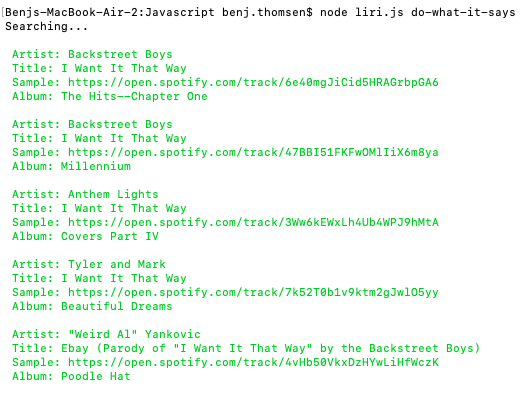 [Benjs-MacBook-Air-2:Javascript benj.thomsen$ node liri.js do-what-it-says
Searching...
Artist: Backstreet Boys
Title: I Want It That Way
Sample: https://open.spotify.com/track/6e40mgJiCid5HRAGrbpGA6
Album: The Hits--Chapter One
Artist: Backstreet Boys
Title: I Want It That Way
Sample: https://open.spotify.com/track/47BBI51FKFwOMlIiX6m8ya
Album: Millennium
Artist: Anthem Lights
Title: I Want It That Way
Sample: https://open.spotify.com/track/3Ww6kEWxLh4Ub4WPJ9hMtA
Album: Covers Part IV
Artist: Tyler and Mark
Title: I Want It That Way
Sample: https://open.spotify.com/track/7k52T0b1v9ktm2gJwlO5yy
Album: Beautiful Dreams
Artist: "Weird Al" Yankovic
Title: Ebay (Parody of "I Want It That Way" by the Backstreet Boys)
Sample: https://open.spotify.com/track/4vHb50VkxDzHYwLiHfWczK
Album: Poodle Hat